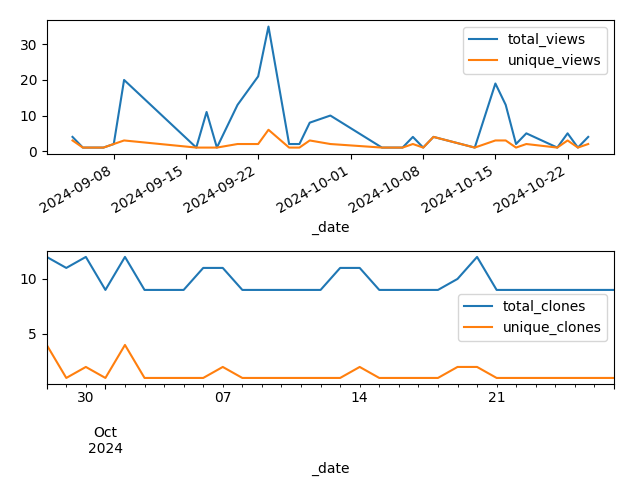 30
20
10
0
total_views
unique_views
2024-09-08
2024-09-15
2024-09-22
2024-10-01
2024-10-08
2024-10-15
2024-10-22
_date
10
5
total_clones
unique_clones
30
07
14
21
Oct
2024
_date